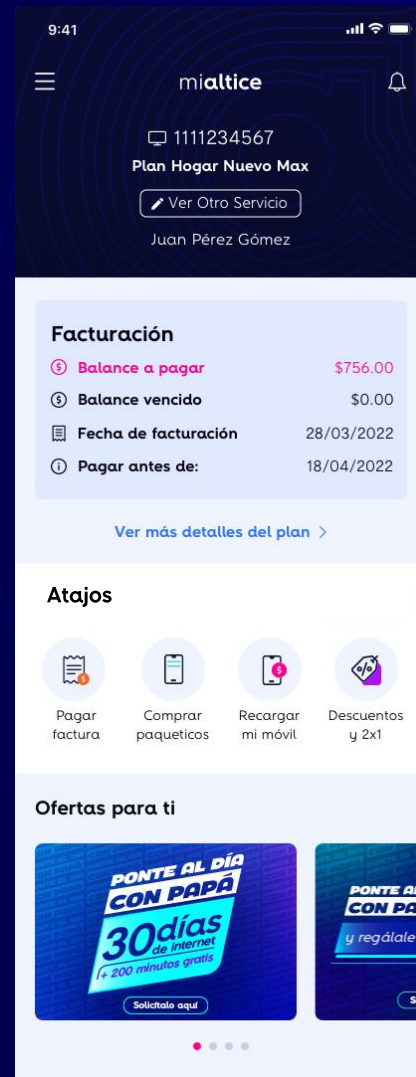 9:41
mialtice
1111234567
Plan Hogar Nuevo Max
Ver Otro Servicio
Juan Pérez Gómez
Facturación
Balance a pagar $756.00
Balance vencido $0.00
Fecha de facturación 28/03/2022
Pagar antes de: 18/04/2022
Ver más detalles del plan >
Atajos
Pagar factura
Comprar paqueticos
Recargar mi móvil
Descuentos y 2x1
Ofertas para ti
PONTE AL DÍA
CON PAPÁ
30 días
de Internet
+ 200 minutos gratis
Solicítalo aquí
PONTE
CON
y regálale